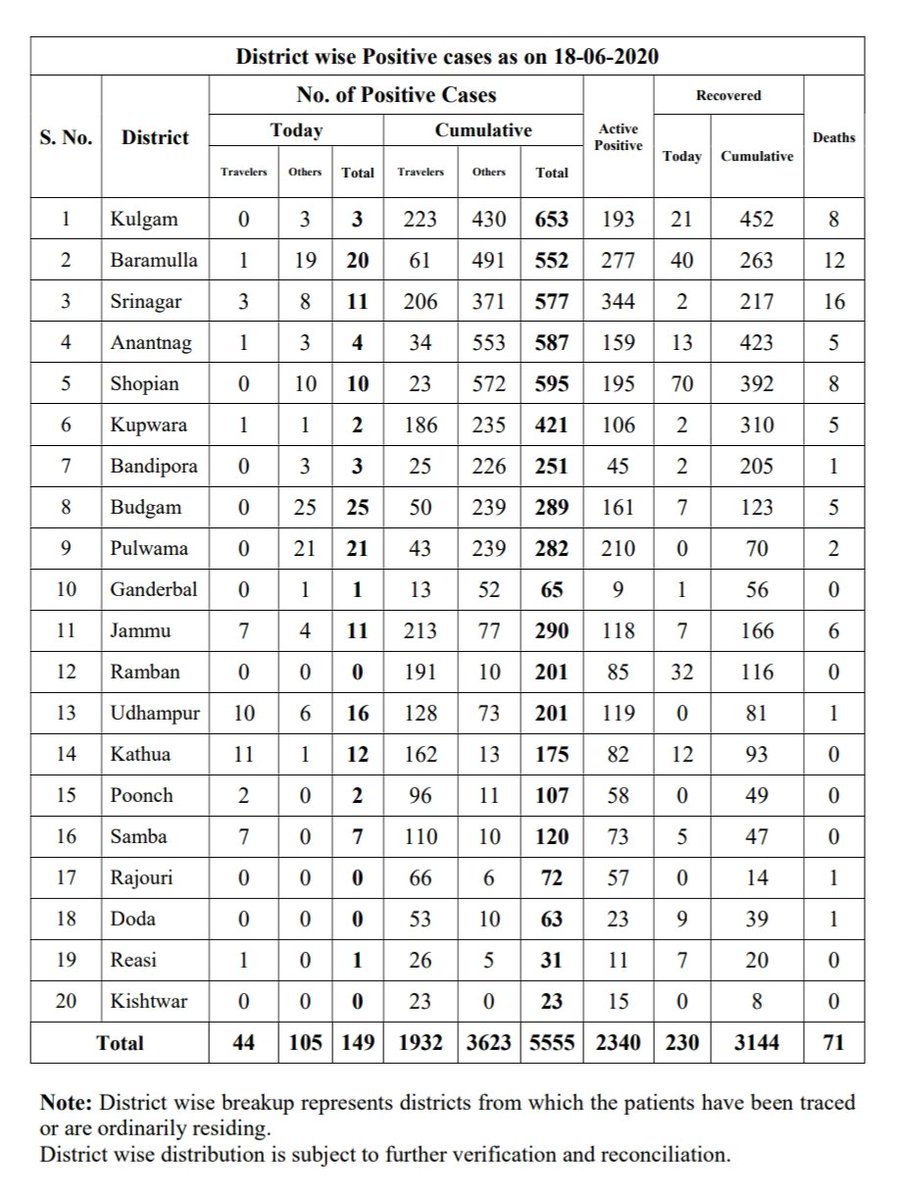 District wise Positive cases as on 18-06-2020
S. No. District No. of Positive Cases Active Positive Recovered Deaths
Today Cumulative Today Cumulative
Travelers Others Total Travelers Others Total
1 Kulgam 0 3 3 223 430 653 193 21 452 8
2 Baramulla 1 19 20 61 491 552 277 40 263 12
3 Srinagar 3 8 11 206 371 577 344 2 217 16
4 Anantnag 1 3 4 34 553 587 159 13 423 5
5 Shopian 0 10 10 23 572 595 195 70 392 8
6 Kupwara 1 1 2 186 235 421 106 2 310 5
7 Bandipora 0 3 3 25 226 251 45 2 205 1
8 Budgam 0 25 25 50 239 289 161 7 123 5
9 Pulwama 0 21 21 43 239 282 210 0 70 2
10 Ganderbal 0 1 1 13 52 65 9 1 56 0
11 Jammu 7 4 11 213 77 290 118 7 166 6
12 Ramban 0 0 0 191 10 201 85 32 116 0
13 Udhampur 10 6 16 128 73 201 119 0 81 1
14 Kathua 11 1 12 162 13 175 82 12 93 0
15 Poonch 2 0 2 96 11 107 58 0 49 0
16 Samba 7 0 7 110 10 120 73 5 47 0
17 Rajouri 0 0 0 66 6 72 57 0 14 1
18 Doda 0 0 0 53 10 63 23 9 39 1
19 Reasi 1 0 1 26 5 31 11 7 20 0
20 Kishtwar 0 0 0 23 0 23 15 0 8 0
Total 44 105 149 1932 3623 5555 2340 230 3144 71
Note: District wise breakup represents districts from which the patients have been traced
or are ordinarily residing.
District wise distribution is subject to further verification and reconciliation.